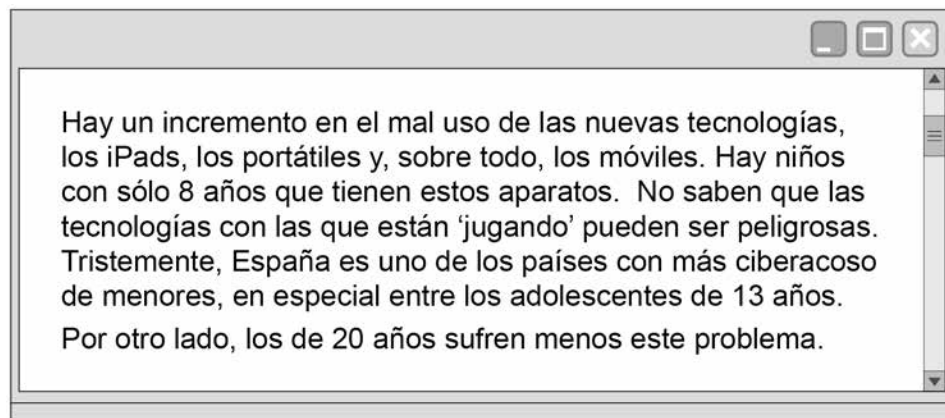 Hay un incremento en el mal uso de las nuevas tecnologías,
los iPads, los portátiles y, sobre todo, los móviles. Hay niños
con sólo 8 años que tienen estos aparatos.  No saben que las
tecnologías con las que están ‘jugando’ pueden ser peligrosas.
Tristemente, España es uno de los países con más ciberacoso
de menores, en especial entre los adolescentes de 13 años.
Por otro lado, los de 20 años sufren menos este problema.